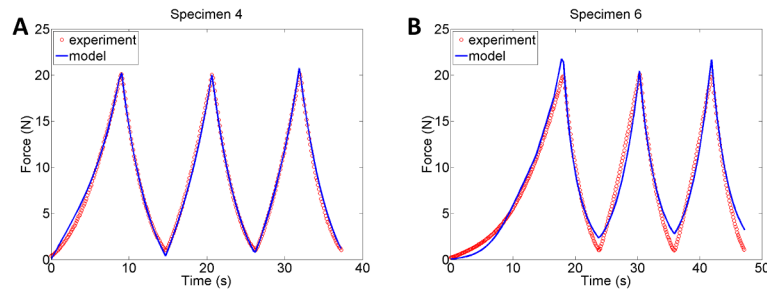 A
Specimen 4
25
20
15
10
5
0
0 10 20 30 40
Force (N)
Time (s)
experiment
model
B
Specimen 6
25
20
15
10
5
0
0 10 20 30 40 50
Force (N)
Time (s)
experiment
model